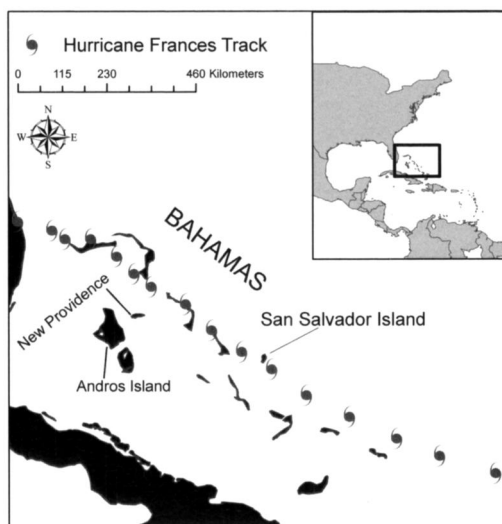 Hurricane Frances Track
0 115 230 460 Kilometers
N
W E
S
BAHAMAS
New Providence
San Salvador Island
Andros Island